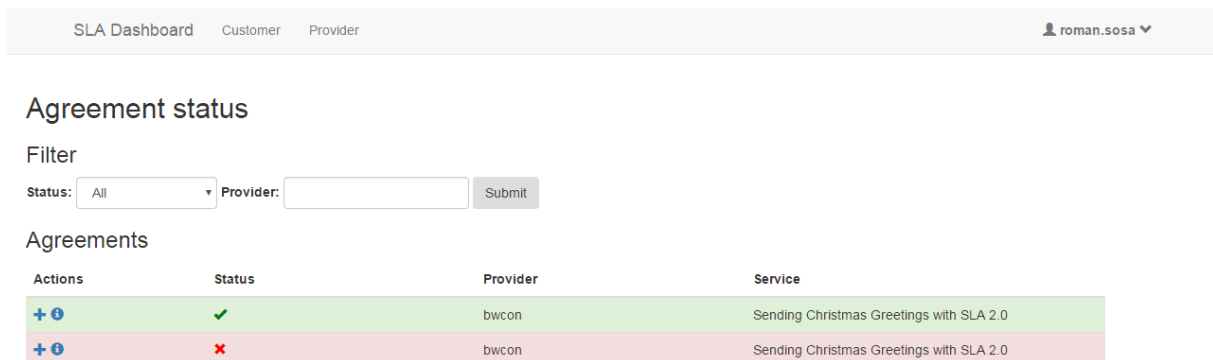 SLA Dashboard Customer Provider roman.sosa
Agreement status
Filter
Status: All Provider: Submit
Agreements
Actions Status Provider Service
bwcon Sending Christmas Greetings with SLA 2.0
bwcon Sending Christmas Greetings with SLA 2.0